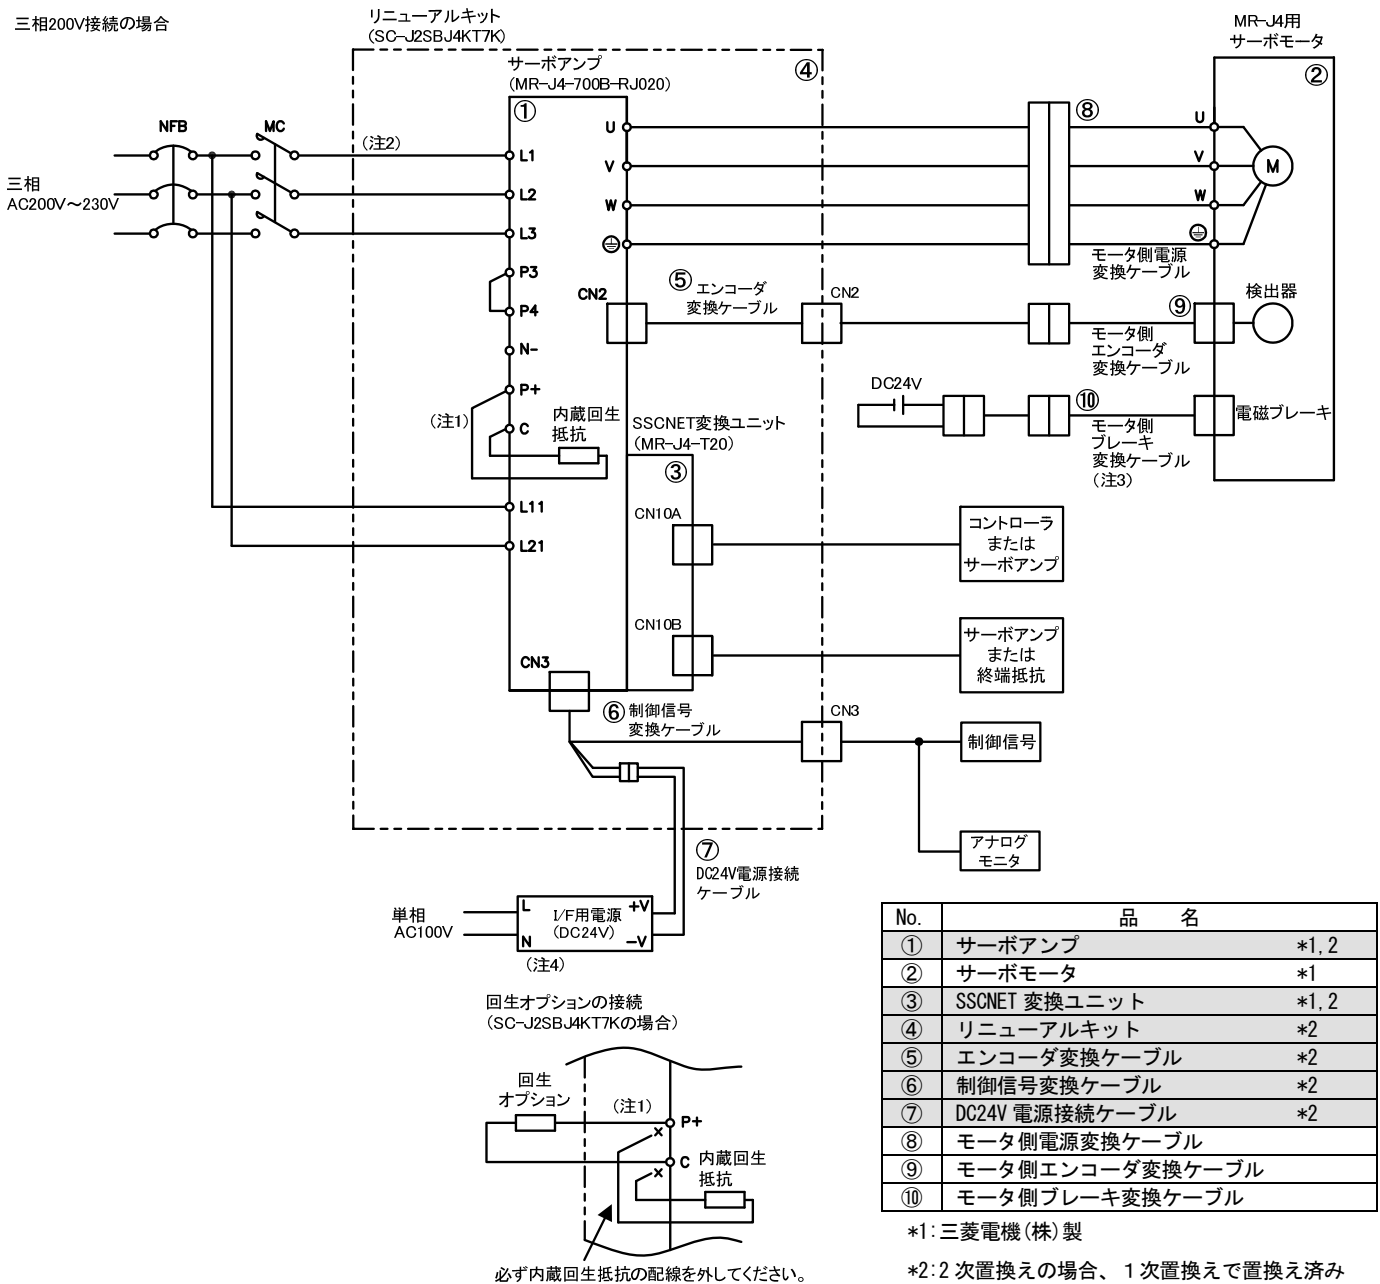 三相200V接続の場合
リニューアルキット
(SC-J2SBJ4KT7K)
MR-J4用
サーボモータ
サーボアンプ
(MR-J4-700B-RJ020)
④
②
①
⑧
NFB
MC
(注2)
三相
AC200V～230V
L1
L2
L3
P3
P4
N-
P+
C
(注1)
内蔵回生
抵抗
L11
L21
U
V
W
U
V
W
M
モータ側電源
変換ケーブル
CN2
⑤
エンコーダ
変換ケーブル
CN2
⑨
検出器
モータ側
エンコーダ
変換ケーブル
DC24V
⑩
電磁ブレーキ
モータ側
ブレーキ
変換ケーブル
(注3)
SSCNET変換ユニット
(MR-J4-T20)
③
CN10A
コントローラ
または
サーボアンプ
CN10B
サーボアンプ
または
終端抵抗
CN3
⑥
制御信号
変換ケーブル
CN3
制御信号
アナログ
モニタ
⑦
DC24V電源接続
ケーブル
単相
AC100V
L
N
I/F用電源
(DC24V)
+V
-V
(注4)
回生オプションの接続
(SC-J2SBJ4KT7Kの場合)
回生
オプション
(注1)
P+
C
内蔵回生
抵抗
必ず内蔵回生抵抗の配線を外してください。
No. 品 名
① サーボアンプ *1,2
② サーボモータ *1
③ SSCNET 変換ユニット *1,2
④ リニューアルキット *2
⑤ エンコーダ変換ケーブル *2
⑥ 制御信号変換ケーブル *2
⑦ DC24V 電源接続ケーブル *2
⑧ モータ側電源変換ケーブル
⑨ モータ側エンコーダ変換ケーブル
⑩ モータ側ブレーキ変換ケーブル
*1:三菱電機(株)製
*2:2 次置換えの場合、1次置換えで置換え済み